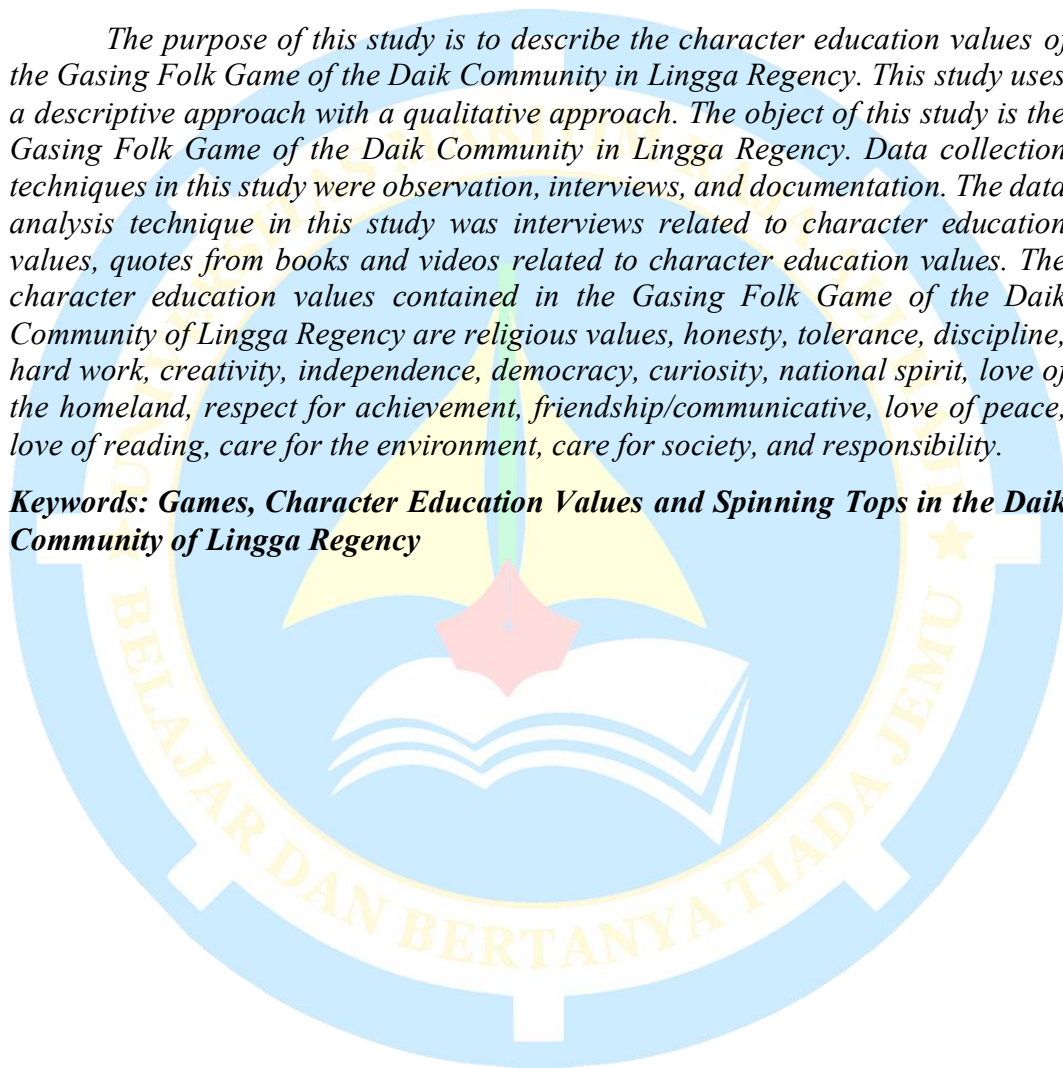 The purpose of this study is to describe the character education values of
the Gasing Folk Game of the Daik Community in Lingga Regency. This study uses
a descriptive approach with a qualitative approach. The object of this study is the
Gasing Folk Game of the Daik Community in Lingga Regency. Data collection
techniques in this study were observation, interviews, and documentation. The data
analysis technique in this study was interviews related to character education
values, quotes from books and videos related to character education values. The
character education values contained in the Gasing Folk Game of the Daik
Community of Lingga Regency are religious values, honesty, tolerance, discipline,
hard work, creativity, independence, democracy, curiosity, national spirit, love of
the homeland, respect for achievement, friendship/communicative, love of peace,
love of reading, care for the environment, care for society, and responsibility.
Keywords: Games, Character Education Values and Spinning Tops in the Daik
Community of Lingga Regency
UNIVERSITAS MARITIM RAJA ALI HAJI
BELAJAR DAN BERTANYA TIADA JEMU